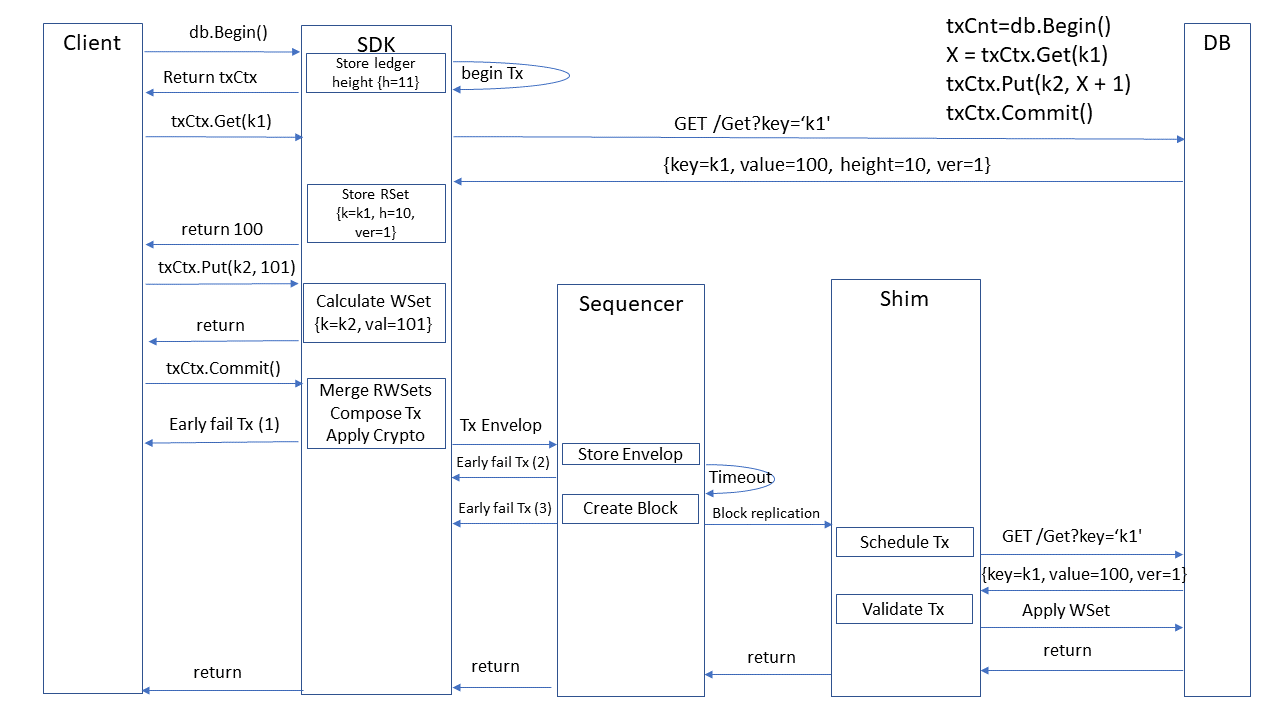 Client
db.Begin()
SDK
txCnt=db.Begin()
X = txCtx.Get(k1)
txCtx.Put(k2, X + 1)
txCtx.Commit()
DB
Store ledger
height {h=11}
begin Tx
Return txCtx
txCtx.Get(k1)
GET /Get?key=‘k1'
{key=k1, value=100, height=10, ver=1}
Store RSet
{k=k1, h=10,
ver=1}
return 100
txCtx.Put(k2, 101)
Calculate WSet
{k=k2, val=101}
return
Sequencer
Shim
txCtx.Commit()
Merge RWSets
Compose Tx
Apply Crypto
Early fail Tx (1)
Tx Envelop
Store Envelop
Early fail Tx (2)
Timeout
Early fail Tx (3)
Create Block
Block replication
Schedule Tx
GET /Get?key=‘k1'
{key=k1, value=100, ver=1}
Validate Tx
Apply WSet
return
return
return
return